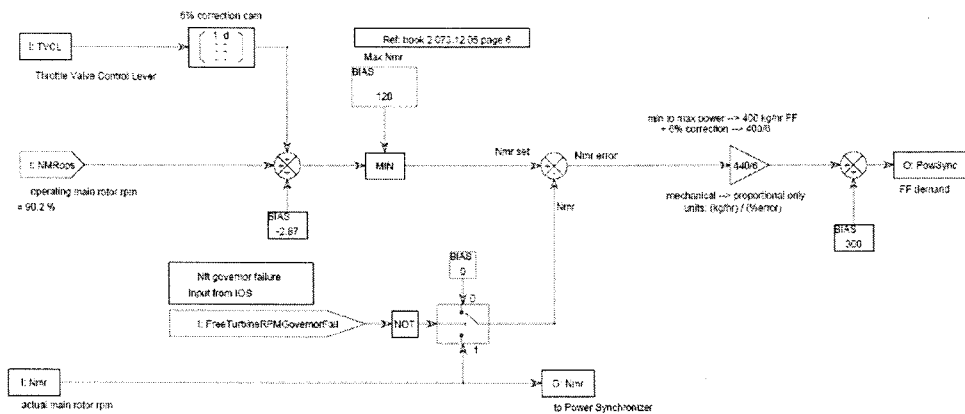 6% correction cam
I: TVCL
1 d
Throttle Valve Control Lever
Ref: book 2.073.12.05 page 6
Max Nmr
BIAS
120
min to max power --> 400 kg/hr FF
+ 6% correction --> 400/6
I: NMRops
MIN
Nmr set
Nmr error
440/6
O: PowSync
operating main rotor rpm
= 90.2 %
FF demand
Nmr
mechanical --> proportional only
units: (kg/hr) / (%error)
BIAS
-2.87
BIAS
300
Nft governor failure
Input from IOS
BIAS
0
0
I: FreeTurbineRPMGovernorFail
NOT
1
I: Nmr
O: Nmr
actual main rotor rpm
to Power Synchronizer